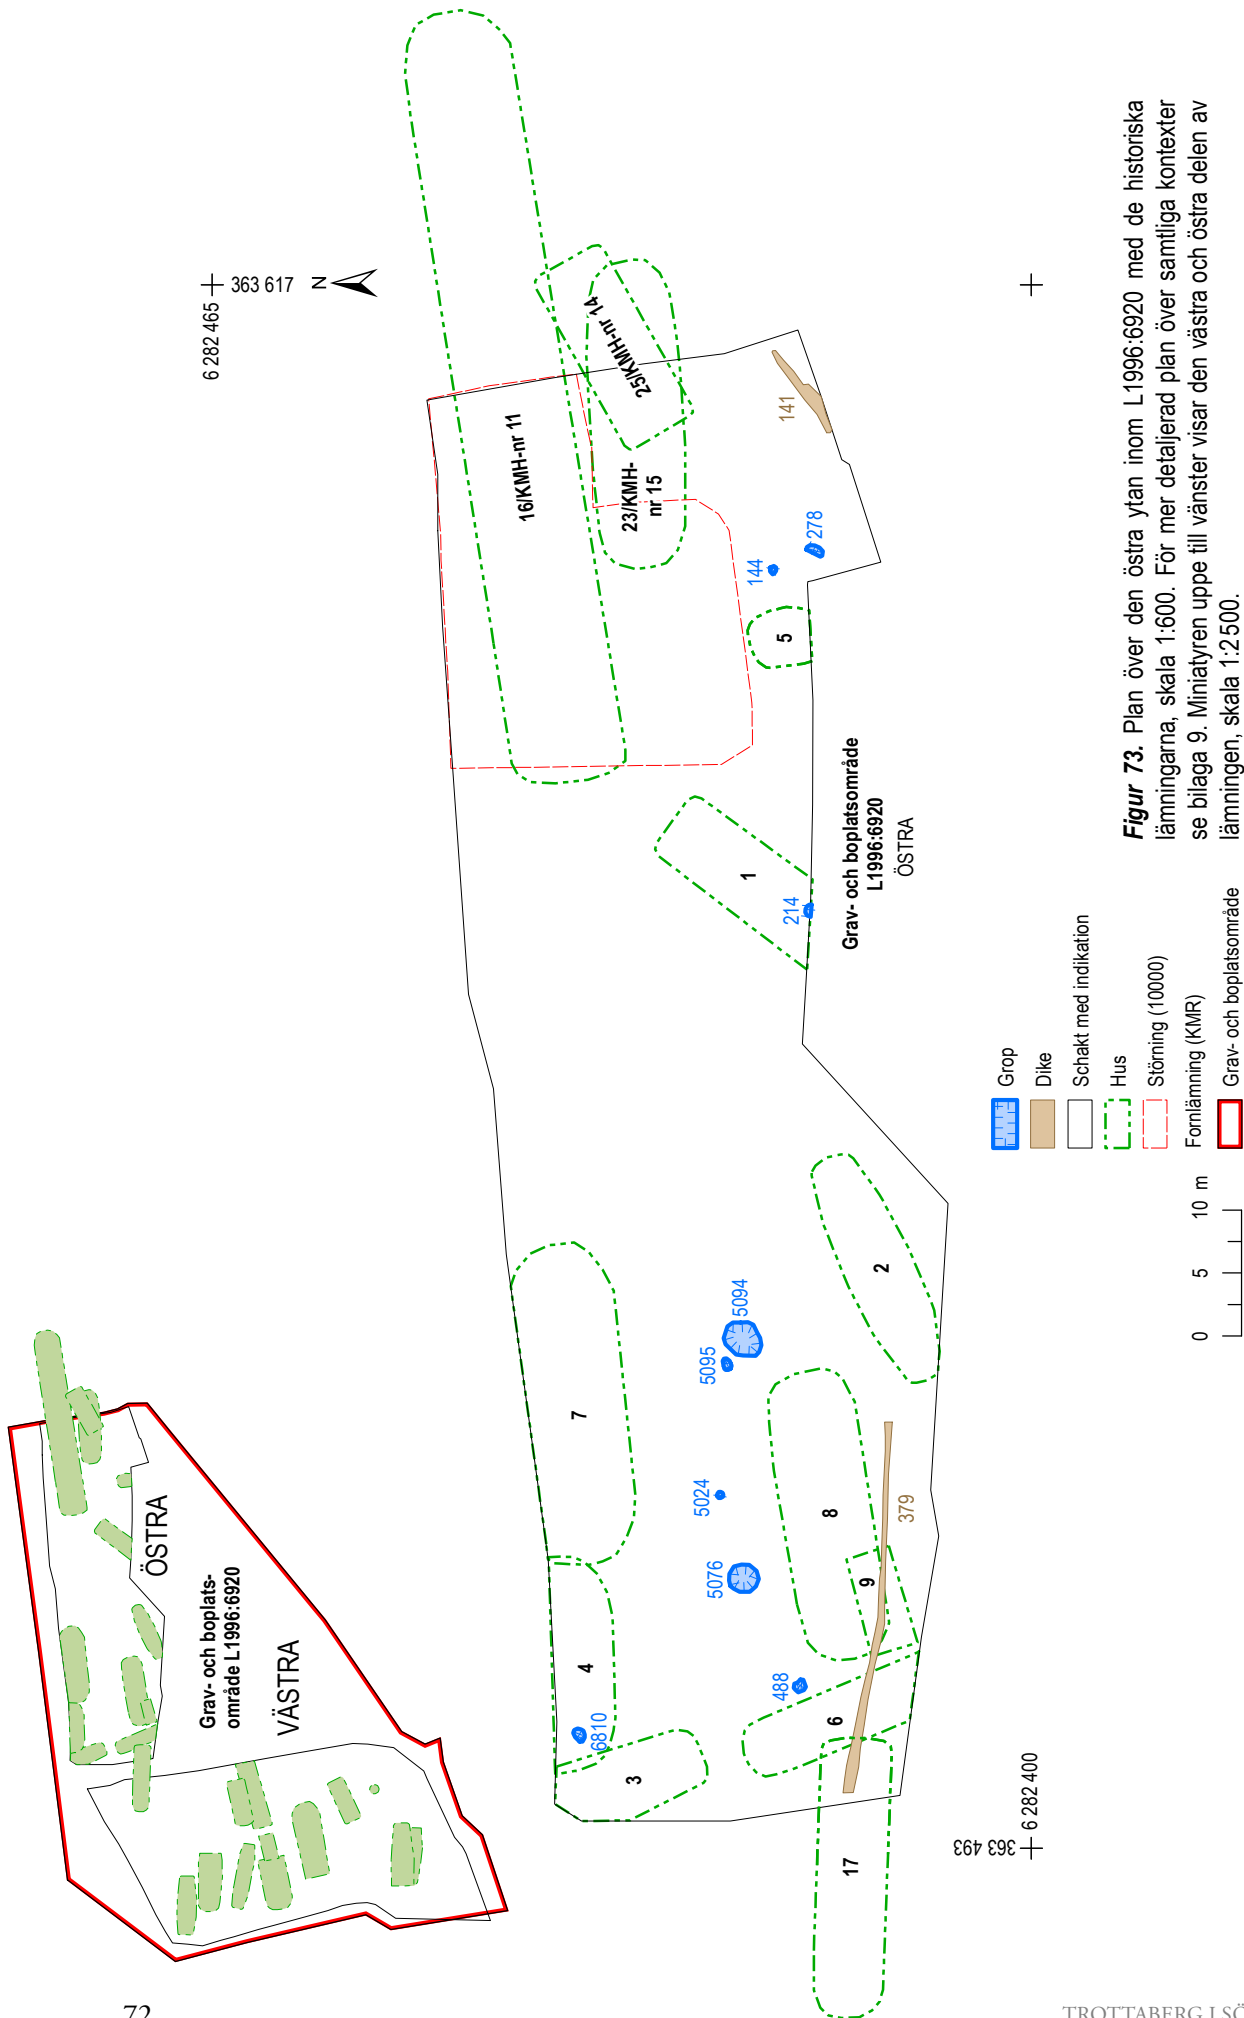 6 282 465
363 617
N
16/KMH-nr 11
25/KMH-nr 14
23/KMH-
nr 15
141
144
278
5
1
214
Grav- och boplatsområde
L1996:6920
ÖSTRA
7
5094
5095
2
5024
5076
8
379
9
4
6810
488
6
3
17
363 493
6 282 400
ÖSTRA
Grav- och boplats-
område L1996:6920
VÄSTRA
Grop
Dike
Schakt med indikation
Hus
Störning (10000)
Fornlämning (KMR)
Grav- och boplatsområde
0 5 10 m
Figur 73. Plan över den östra ytan inom L1996:6920 med de historiska
lämningarna, skala 1:600. För mer detaljerad plan över samtliga kontexter
se bilaga 9. Miniatyren uppe till vänster visar den västra och östra delen av
lämningen, skala 1:2500.
72
TROTTABERG I SÖ